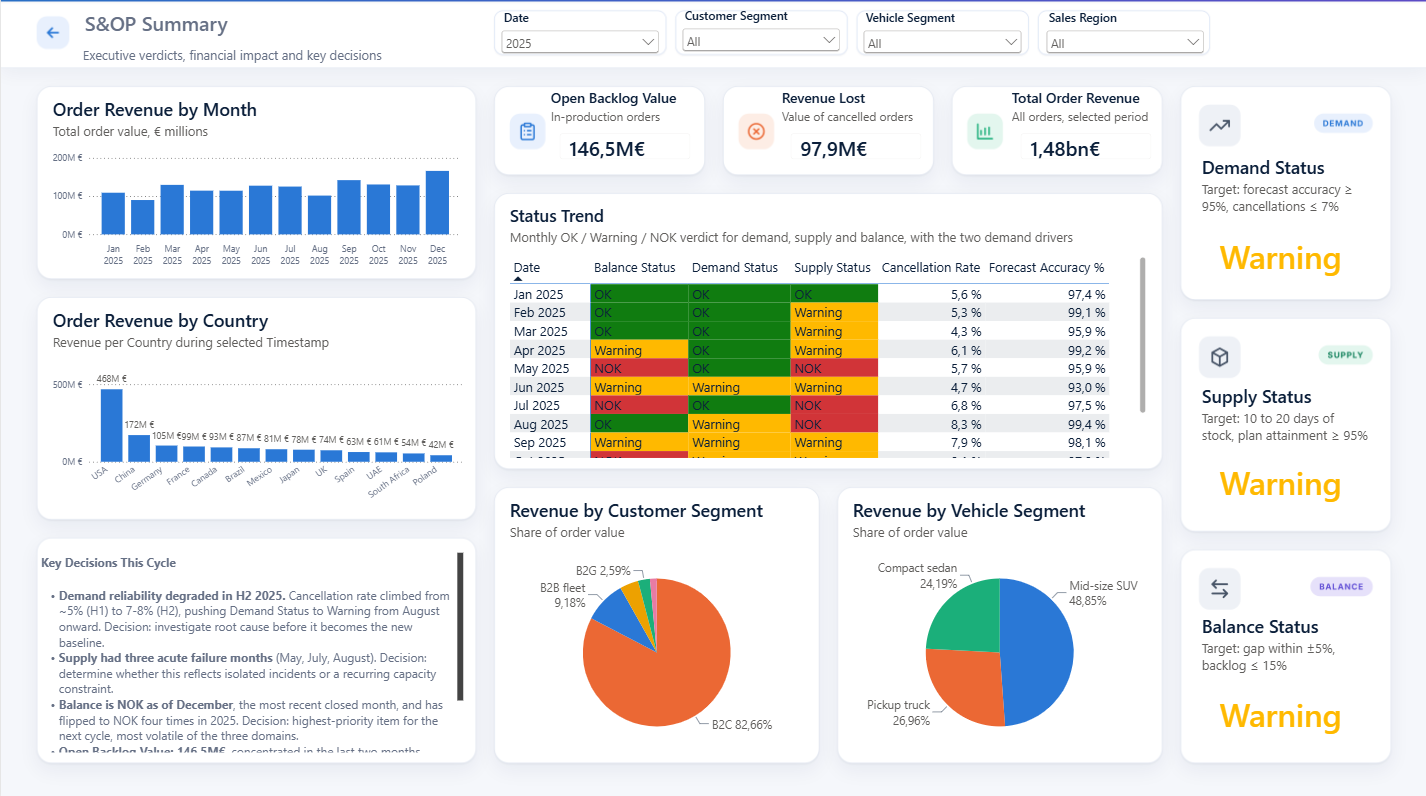 S&OP Summary
Executive verdicts, financial impact and key decisions
Date
2025
Customer Segment
All
Vehicle Segment
All
Sales Region
All
Order Revenue by Month
Total order value, € millions
200M €
100M €
0M €
Jan 2025
Feb 2025
Mar 2025
Apr 2025
May 2025
Jun 2025
Jul 2025
Aug 2025
Sep 2025
Oct 2025
Nov 2025
Dec 2025
Order Revenue by Country
Revenue per Country during selected Timestamp
500M €
0M €
468M €
172M €
105M €
99M €
93M €
87M €
81M €
78M €
74M €
63M €
61M €
54M €
42M €
USA
China
Germany
France
Canada
Brazil
Mexico
Japan
UK
Spain
UAE
South Africa
Poland
Key Decisions This Cycle
• Demand reliability degraded in H2 2025. Cancellation rate climbed from
~5% (H1) to 7-8% (H2), pushing Demand Status to Warning from August
onward. Decision: investigate root cause before it becomes the new
baseline.
• Supply had three acute failure months (May, July, August). Decision:
determine whether this reflects isolated incidents or a recurring capacity
constraint.
• Balance is NOK as of December, the most recent closed month, and has
flipped to NOK four times in 2025. Decision: highest-priority item for the
next cycle, most volatile of the three domains.
• Open Backlog Value: 146,5M€, concentrated in the last two months
Open Backlog Value
In-production orders
146,5M€
Revenue Lost
Value of cancelled orders
97,9M€
Total Order Revenue
All orders, selected period
1,48bn€
Status Trend
Monthly OK / Warning / NOK verdict for demand, supply and balance, with the two demand drivers
Date Balance Status Demand Status Supply Status Cancellation Rate Forecast Accuracy %
Jan 2025 OK OK OK 5,6 % 97,4 %
Feb 2025 OK OK Warning 5,3 % 99,1 %
Mar 2025 OK OK Warning 4,3 % 95,9 %
Apr 2025 Warning OK Warning 6,1 % 99,2 %
May 2025 NOK OK NOK 5,7 % 95,9 %
Jun 2025 Warning Warning Warning 4,7 % 93,0 %
Jul 2025 NOK OK NOK 6,8 % 97,5 %
Aug 2025 OK Warning NOK 8,3 % 99,4 %
Sep 2025 Warning Warning Warning 7,9 % 98,1 %
Revenue by Customer Segment
Share of order value
B2G 2,59%
B2B fleet
9,18%
B2C 82,66%
Revenue by Vehicle Segment
Share of order value
Compact sedan
24,19%
Mid-size SUV
48,85%
Pickup truck
26,96%
DEMAND
Demand Status
Target: forecast accuracy ≥
95%, cancellations ≤ 7%
Warning
SUPPLY
Supply Status
Target: 10 to 20 days of
stock, plan attainment ≥ 95%
Warning
BALANCE
Balance Status
Target: gap within ±5%,
backlog ≤ 15%
Warning